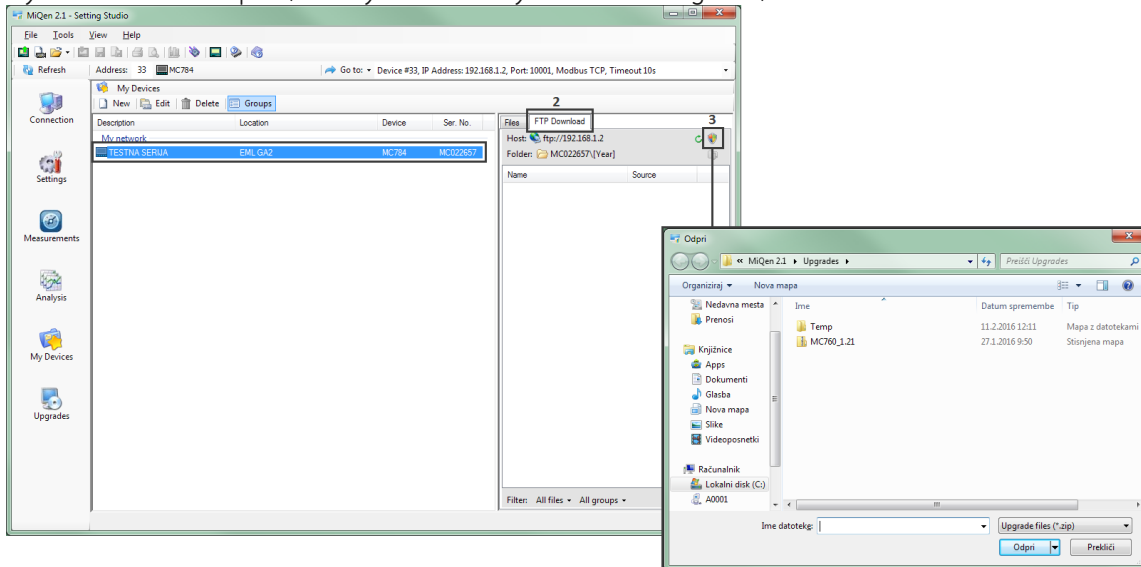 MiQen 2.1 - Setting Studio
File Tools View Help
Refresh Address: 33 MC784 Go to: Device #33, IP Address: 192.168.1.2, Port: 10001, Modbus TCP, Timeout 10s
My Devices
New Edit Delete Groups
Connection
Settings
Measurements
Analysis
My Devices
Upgrades
Description Location Device Ser. No.
My network
TESTNA SERIJA EML GA2 MC784 MC022657
2
3
Files FTP Download
Host: ftp://192.168.1.2
Folder: MC022657\[Year]
Name Source
Filter: All files All groups
Odpri
« MiQen 2.1 Upgrades
Preišči Upgrades
Organiziraj Nova mapa
Nedavna mesta
Prenosi
Knjižnice
Apps
Dokumenti
Glasba
Nova mapa
Slike
Videoposnetki
Računalnik
Lokalni disk (C:)
A0001
Ime Datum spremembe Tip
Temp 11.2.2016 12:11 Mapa z datotekami
MC760_1.21 27.1.2016 9:50 Stisnjena mapa
Ime datoteke: Upgrade files (*.zip)
Odpri Prekliči